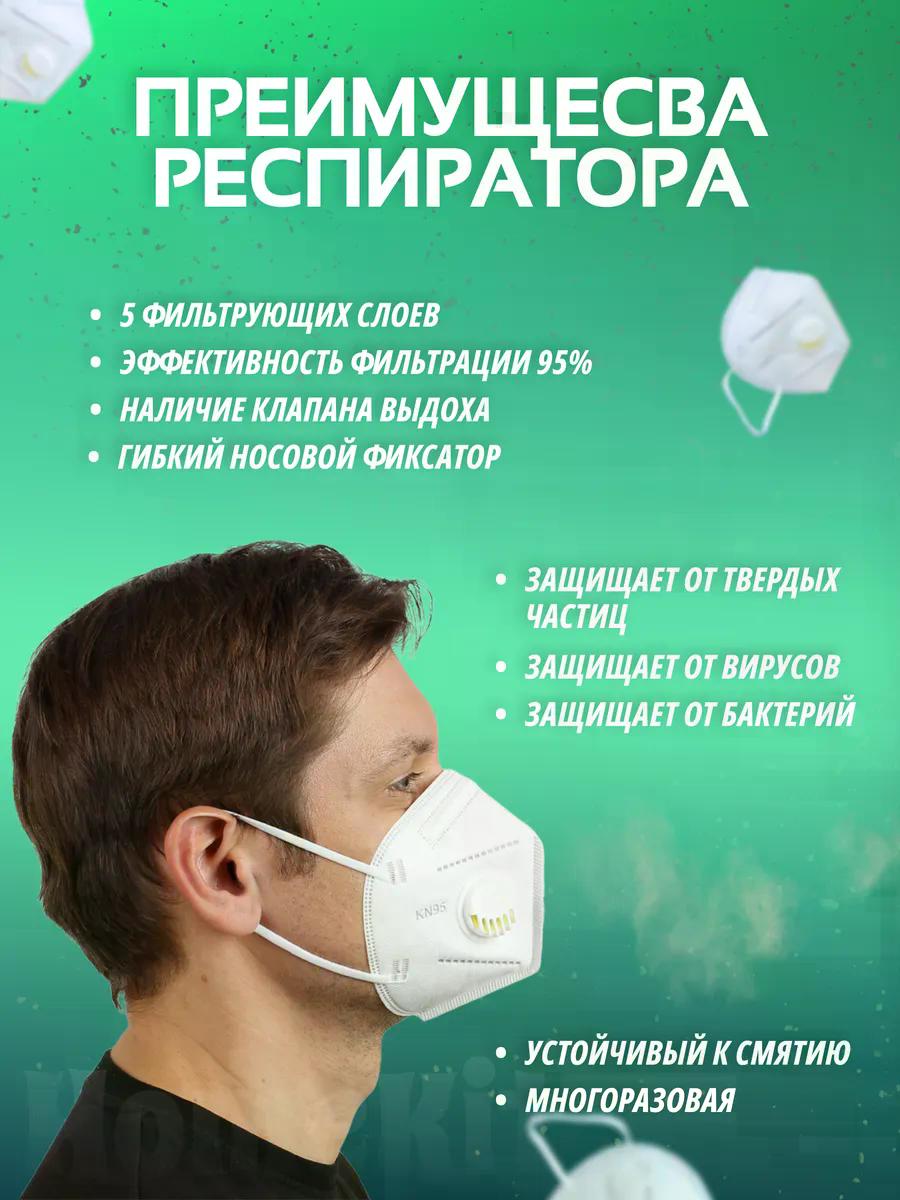 ПРЕИМУЩЕСВА
РЕСПИРАТОРА
• 5 ФИЛЬТРУЮЩИХ СЛОЕВ
• ЭФФЕКТИВНОСТЬ ФИЛЬТРАЦИИ 95%
• НАЛИЧИЕ КЛАПАНА ВЫДОХА
• ГИБКИЙ НОСОВОЙ ФИКСАТОР
• ЗАЩИЩАЕТ ОТ ТВЕРДЫХ
ЧАСТИЦ
• ЗАЩИЩАЕТ ОТ ВИРУСОВ
• ЗАЩИЩАЕТ ОТ БАКТЕРИЙ
KN95
• УСТОЙЧИВЫЙ К СМЯТИЮ
• МНОГОРАЗОВАЯ